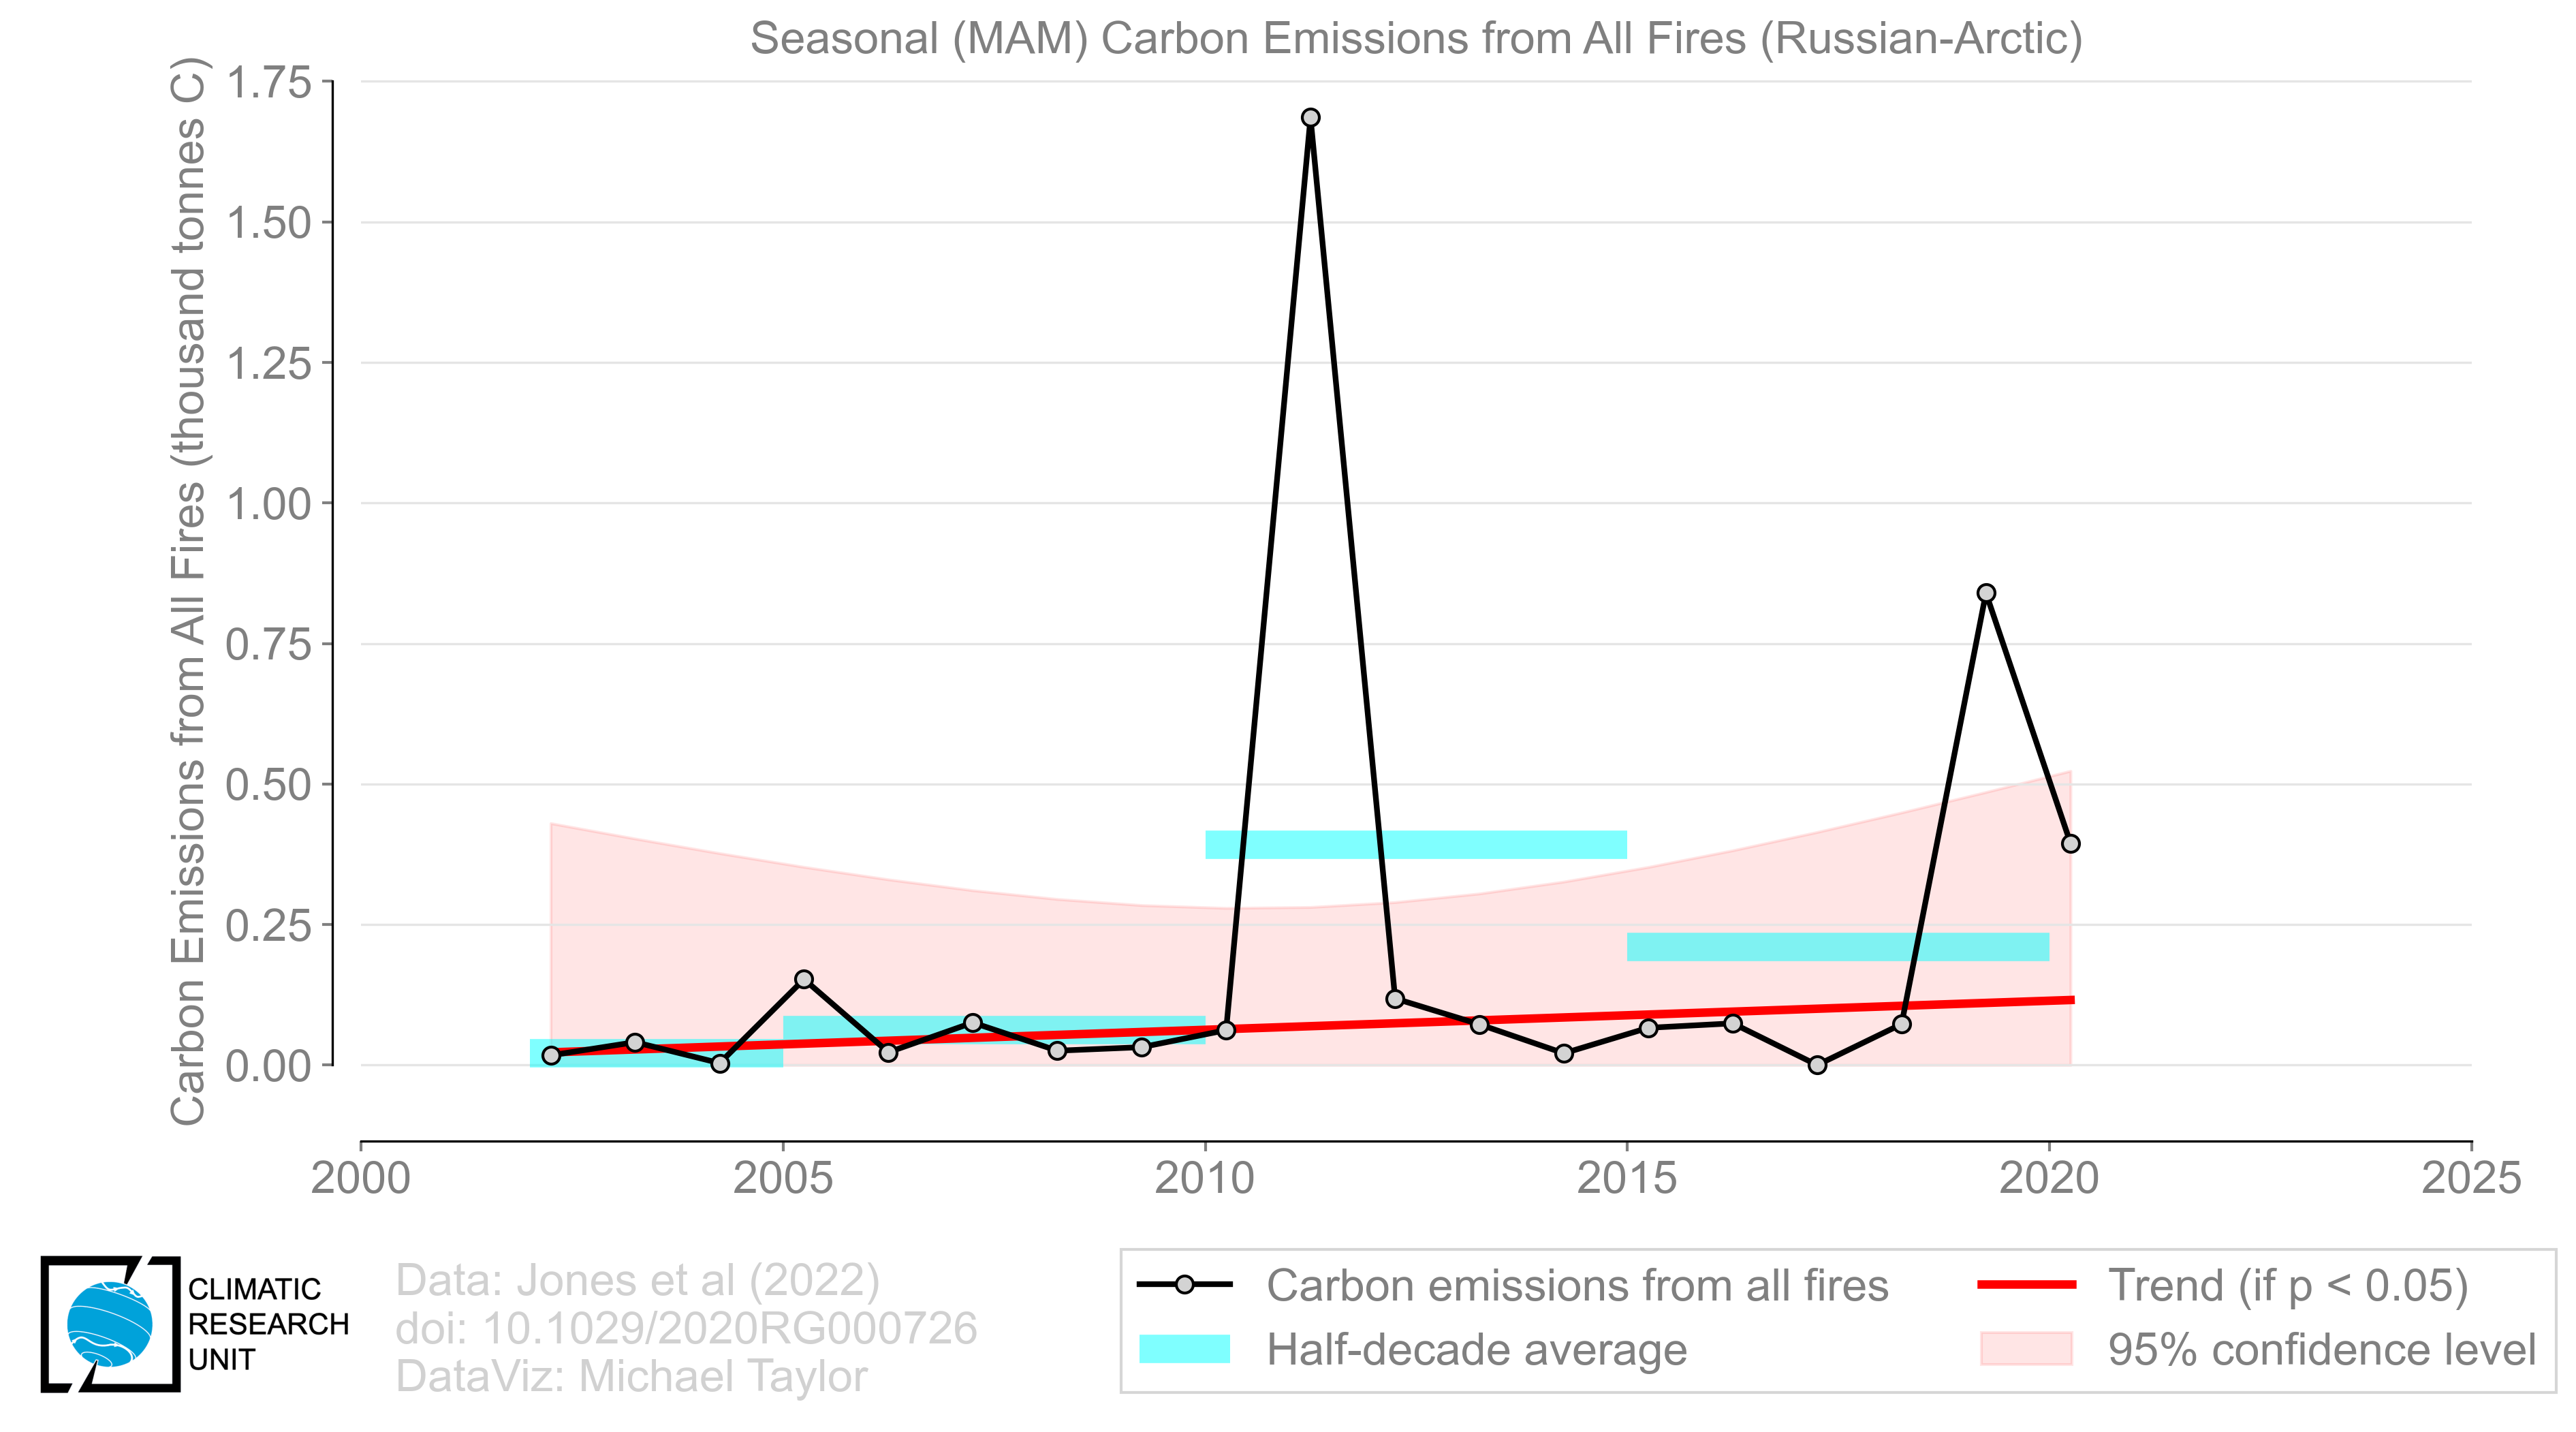 Seasonal (MAM) Carbon Emissions from All Fires (Russian-Arctic)
Carbon Emissions from All Fires (thousand tonnes C)
1.75
1.50
1.25
1.00
0.75
0.50
0.25
0.00
2000
2005
2010
2015
2020
2025
CLIMATIC
RESEARCH
UNIT
Data: Jones et al (2022)
doi: 10.1029/2020RG000726
DataViz: Michael Taylor
Carbon emissions from all fires
Half-decade average
Trend (if p < 0.05)
95% confidence level